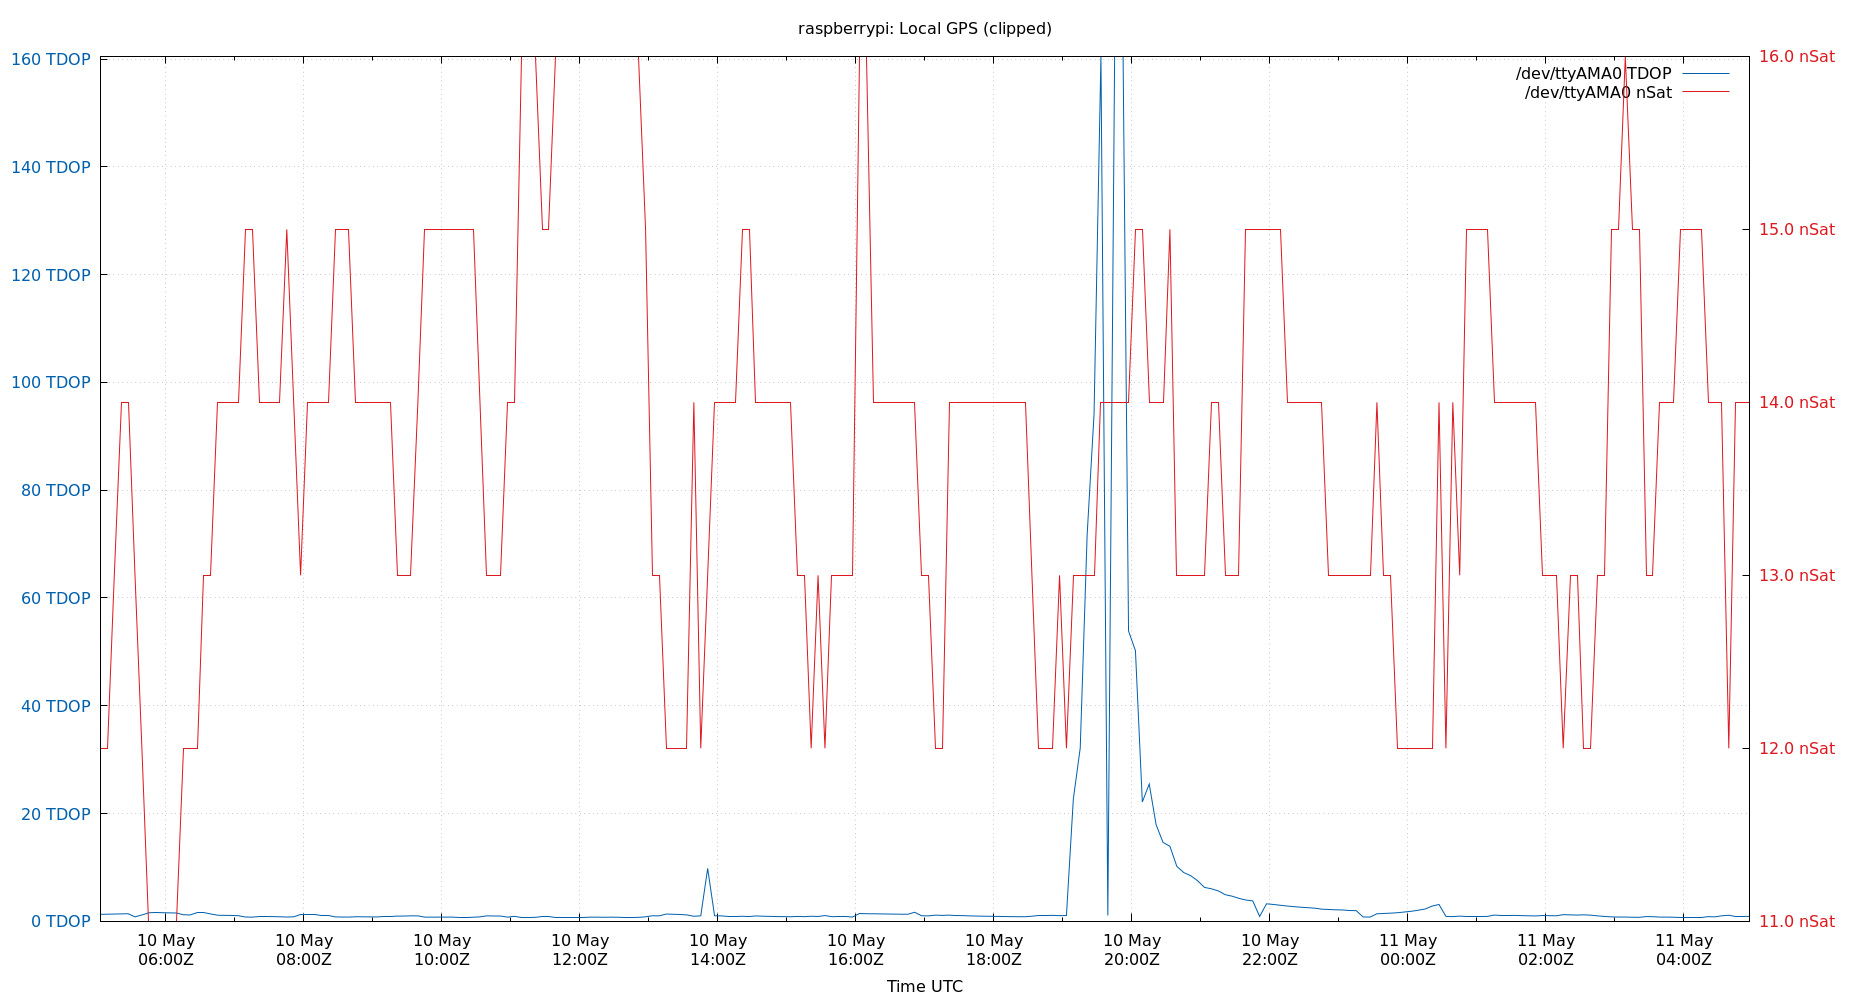 raspberrypi: Local GPS (clipped)
160 TDOP
140 TDOP
120 TDOP
100 TDOP
80 TDOP
60 TDOP
40 TDOP
20 TDOP
0 TDOP
16.0 nSat
15.0 nSat
14.0 nSat
13.0 nSat
12.0 nSat
11.0 nSat
/dev/ttyAMA0 TDOP
/dev/ttyAMA0 nSat
10 May
06:00Z
10 May
08:00Z
10 May
10:00Z
10 May
12:00Z
10 May
14:00Z
10 May
16:00Z
10 May
18:00Z
10 May
20:00Z
10 May
22:00Z
11 May
00:00Z
11 May
02:00Z
11 May
04:00Z
Time UTC